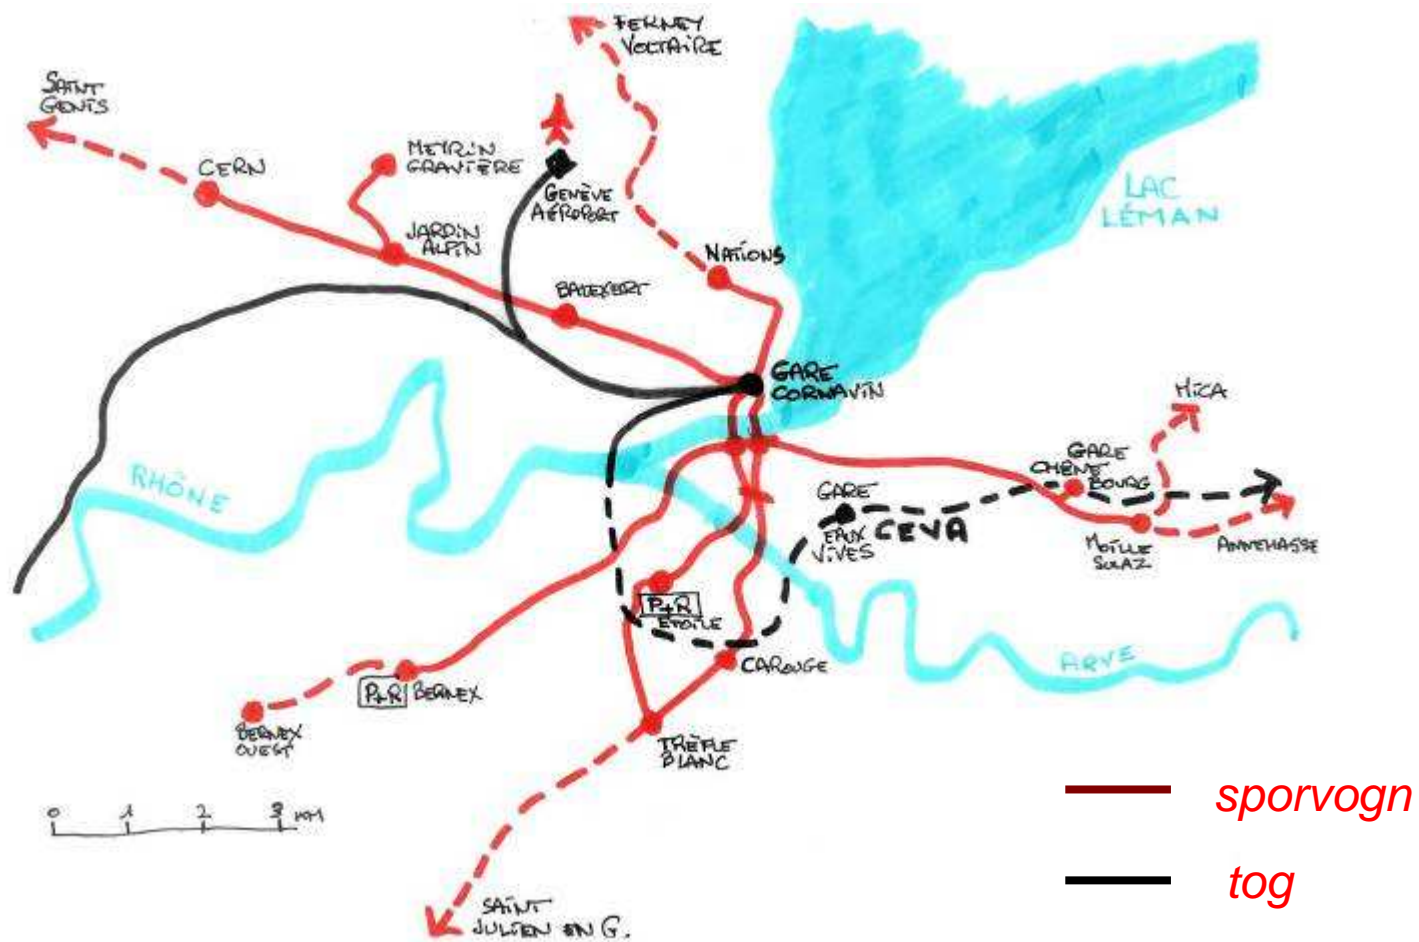 FERNEY
VOLTAIRE
SAINT
GENIS
CERN
MEYRIN
GRAVIÈRE
GENÈVE
AÉROPORT
JARDIN
ALPIN
NATIONS
BALEXERT
LAC
LÉMAN
GARE
CORNAVIN
MICA
RHÔNE
GARE
CHÊNE
BOURG
GARE
EAUX
VIVES
CEVA
MOILLE
SULAZ
ANNEMASSE
P+R
ETOILE
CAROUGE
ARVE
P+R BERNEX
BERNEX
OUEST
TRÈFLE
BLANC
0 1 2 3 KM
SAINT
JULIEN EN G.
sporvogn
tog